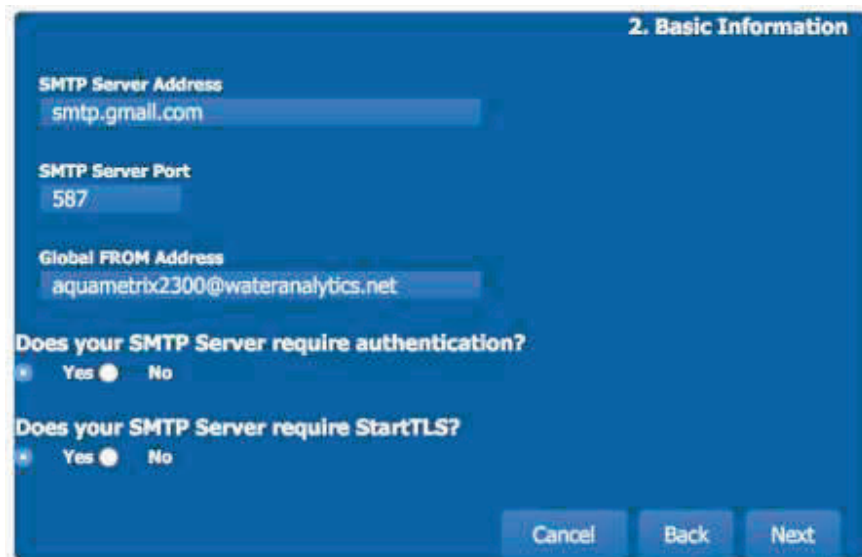 2. Basic Information
SMTP Server Address
smtp.gmail.com
SMTP Server Port
587
Global FROM Address
aquametrix2300@wateranalytics.net
Does your SMTP Server require authentication?
Yes No
Does your SMTP Server require StartTLS?
Yes No
Cancel Back Next